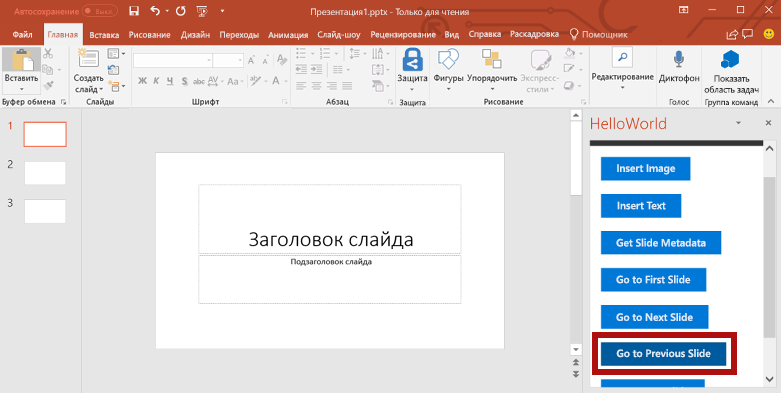 Автосохранение Выкл.
Презентация1.pptx - Только для чтения
Файл Главная Вставка Рисование Дизайн Переходы Анимация Слайд-шоу Рецензирование Вид Справка Раскадровка Помощник
Вставить
Создать
слайд
Ж К Ч S abc AV Aa
A A
Защита
Фигуры Упорядочить Экспресс-
стили
Редактирование
Диктофон
Показать
область задач
Буфер обмена Слайды Шрифт Абзац Защита Рисование Голос Группа команд
1
2
3
Заголовок слайда
Подзаголовок слайда
HelloWorld
Insert Image
Insert Text
Get Slide Metadata
Go to First Slide
Go to Next Slide
Go to Previous Slide